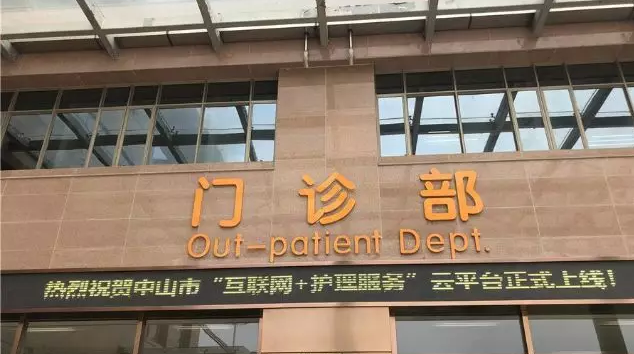 门诊部
Out-patient Dept.
热烈祝贺中山市“互联网+护理服务”云平台正式上线!